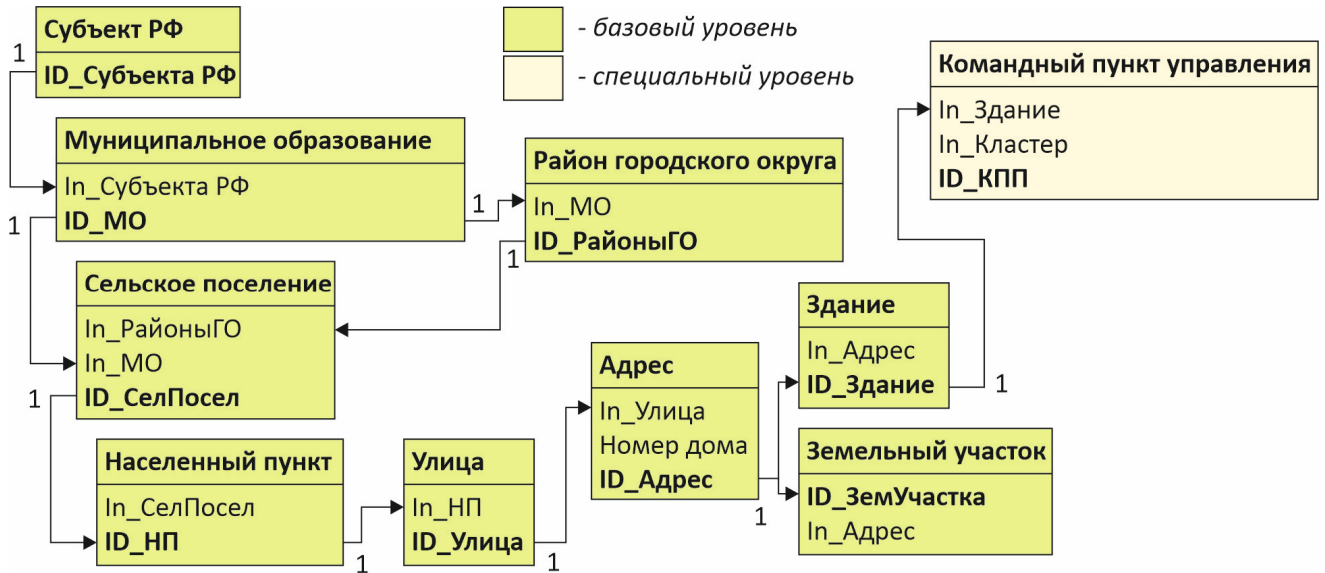 Субъект РФ
1
ID_Субъекта РФ
- базовый уровень
- специальный уровень
Командный пункт управления
In_Здание
In_Кластер
ID_КПП
Муниципальное образование
In_Субъекта РФ
1
ID_МО
1
Район городского округа
In_МО
ID_РайоныГО
1
Сельское поселение
In_РайоныГО
In_МО
1
ID_СелПосел
Населенный пункт
In_СелПосел
ID_НП
1
Улица
In_НП
ID_Улица
1
Адрес
In_Улица
Номер дома
ID_Адрес
1
Здание
In_Адрес
ID_Здание
1
Земельный участок
ID_ЗемУчастка
In_Адрес